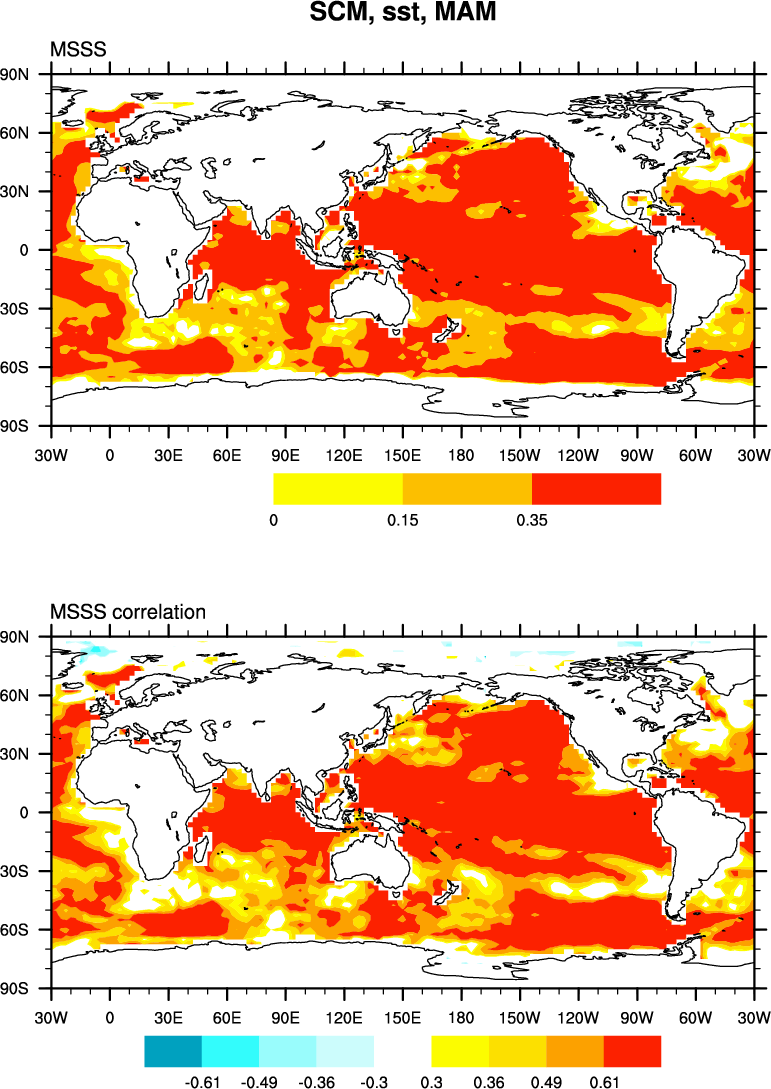 SCM, sst, MAM
MSSS
90N
60N
30N
0
30S
60S
90S
30W 0 30E 60E 90E 120E 150E 180 150W 120W 90W 60W 30W
0 0.15 0.35
MSSS correlation
90N
60N
30N
0
30S
60S
90S
30W 0 30E 60E 90E 120E 150E 180 150W 120W 90W 60W 30W
-0.61 -0.49 -0.36 -0.3 0.3 0.36 0.49 0.61